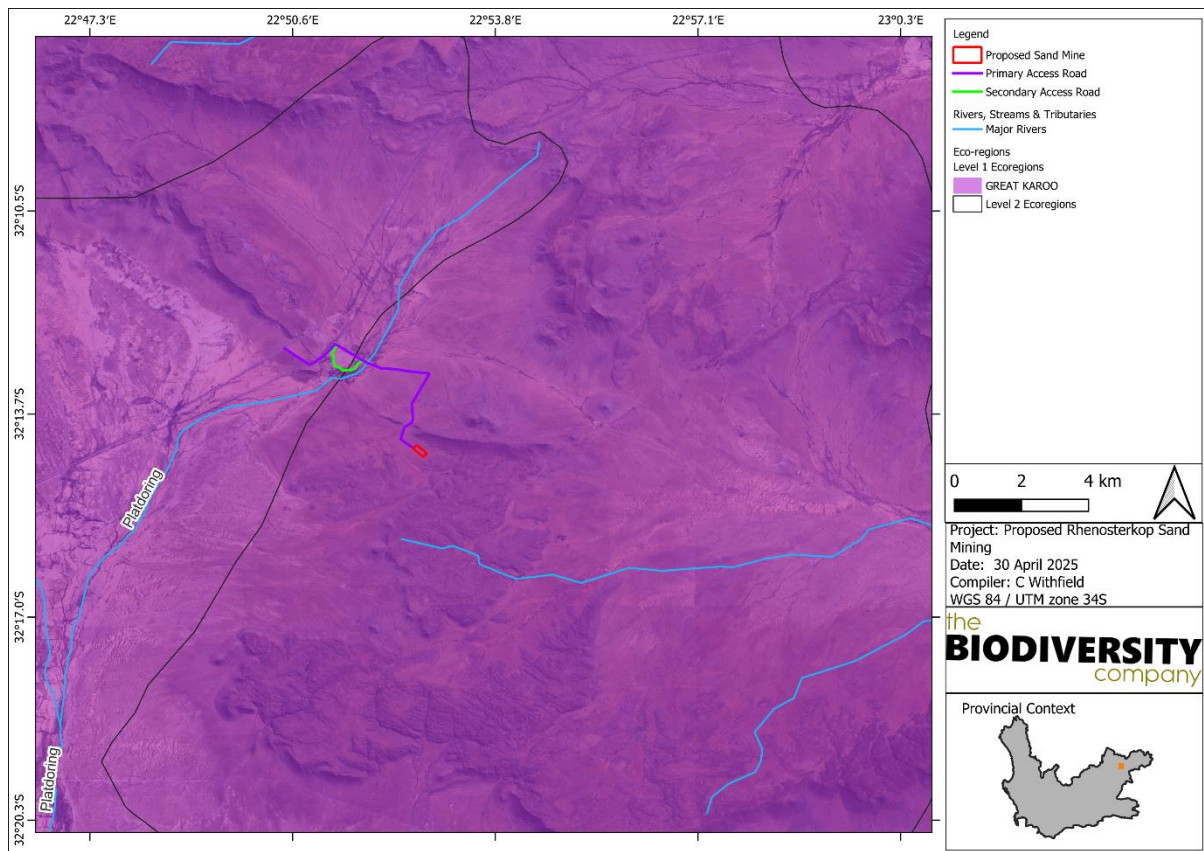 22°47.3'E 22°50.6'E 22°53.8'E 22°57.1'E 23°0.3'E
32°10.5'S
32°13.7'S
32°17.0'S
32°20.3'S
Platdoring
Platdoring
Legend
Proposed Sand Mine
Primary Access Road
Secondary Access Road
Rivers, Streams & Tributaries
Major Rivers
Eco-regions
Level 1 Ecoregions
GREAT KAROO
Level 2 Ecoregions
0 2 4 km
Project: Proposed Rhenosterkop Sand
Mining
Date: 30 April 2025
Compiler: C Withfield
WGS 84 / UTM zone 34S
the
BIODIVERSITY
company
Provincial Context